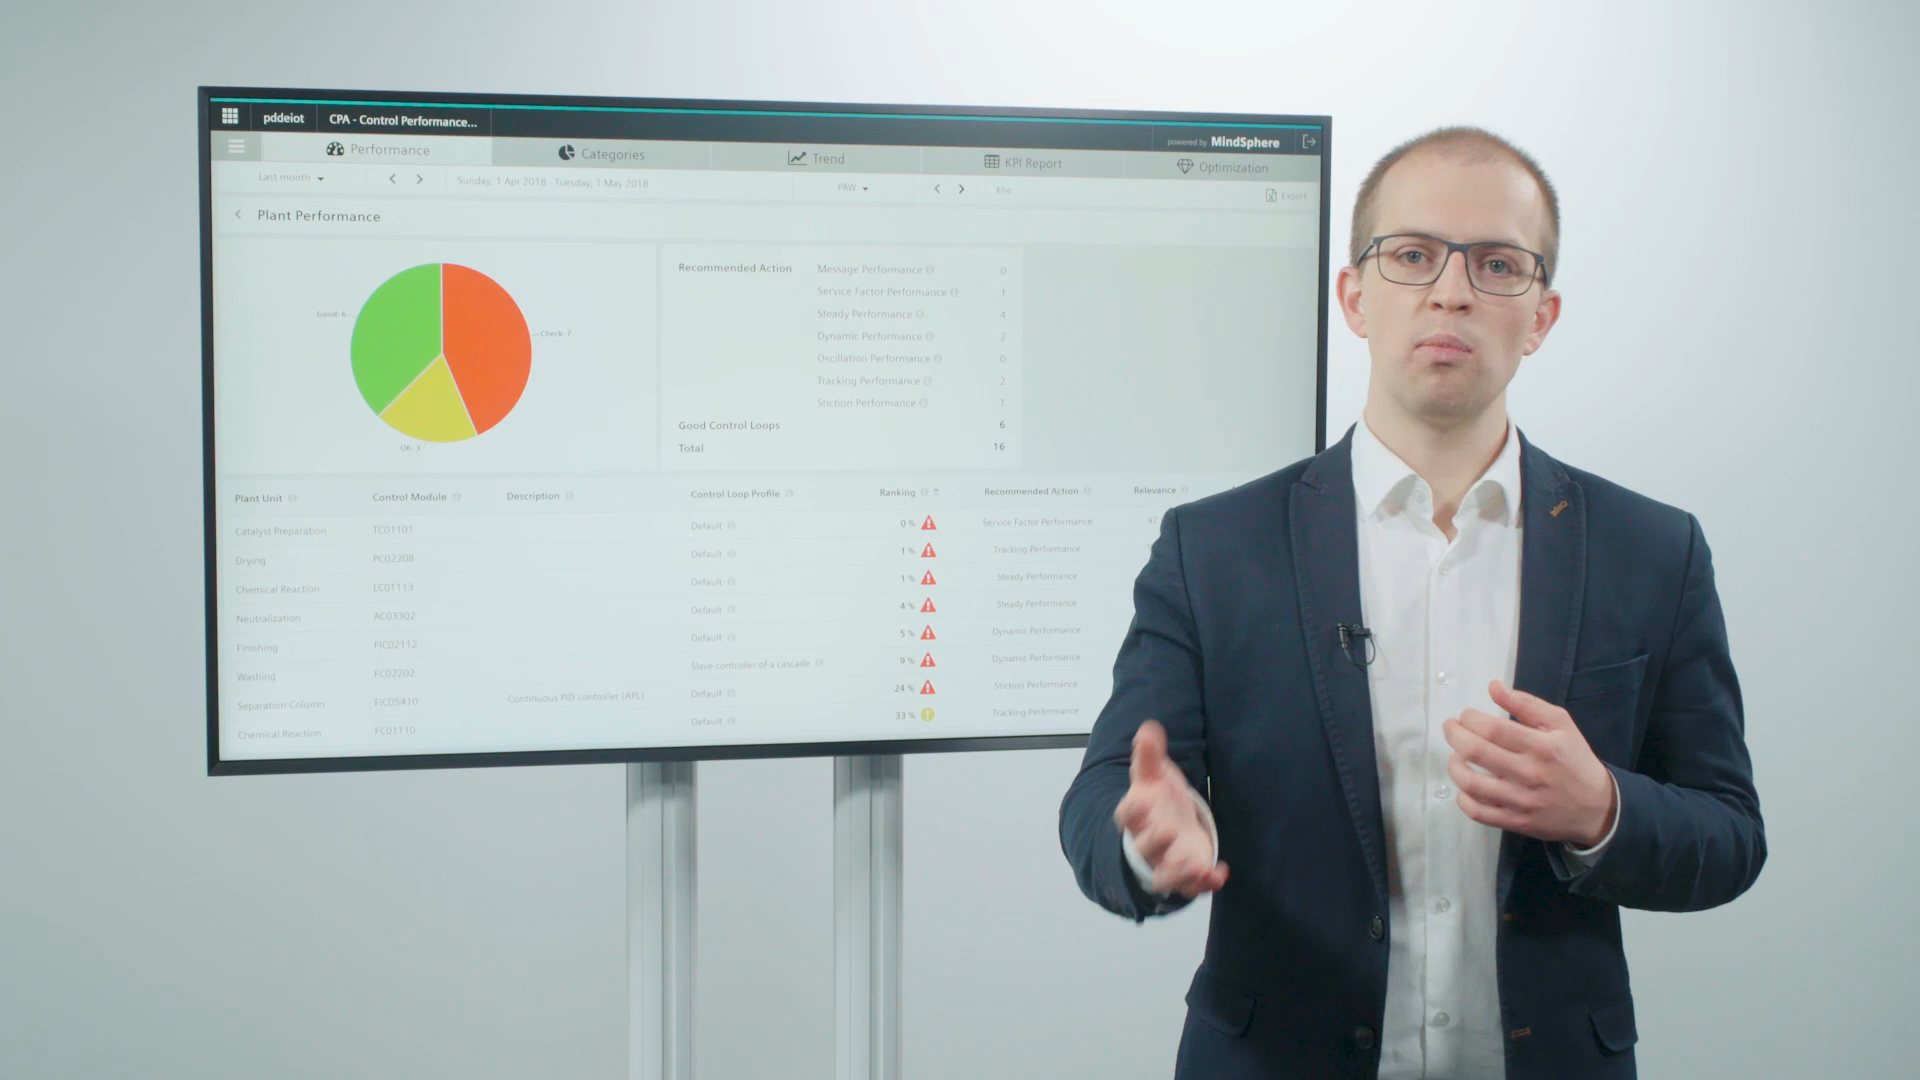 pddeiot CPA - Control Performance... powered by MindSphere
Performance Categories Trend KPI Report Optimization
Last month Sunday, 1 Apr 2018 - Tuesday, 1 May 2018 PAW Export
Plant Performance
Good: 6
Check: 7
OK: 3
Recommended Action Message Performance 0
Service Factor Performance 1
Steady Performance 4
Dynamic Performance 2
Oscillation Performance 0
Tracking Performance 2
Stiction Performance 1
Good Control Loops 6
Total 16
Plant Unit Control Module Description Control Loop Profile Ranking Recommended Action Relevance
Catalyst Preparation TC01101 Default 0 % Service Factor Performance 97
Drying PC02208 Default 1 % Tracking Performance
Chemical Reaction LC01113 Default 1 % Steady Performance
Neutralization AC03302 Default 4 % Steady Performance
Finishing FIC02112 Default 5 % Dynamic Performance
Washing FC02202 Slave controller of a cascade 9 % Dynamic Performance
Separation Column FIC05410 Continuous PID controller (APL) Default 24 % Stiction Performance
Chemical Reaction FC01110 Default 33 % Tracking Performance